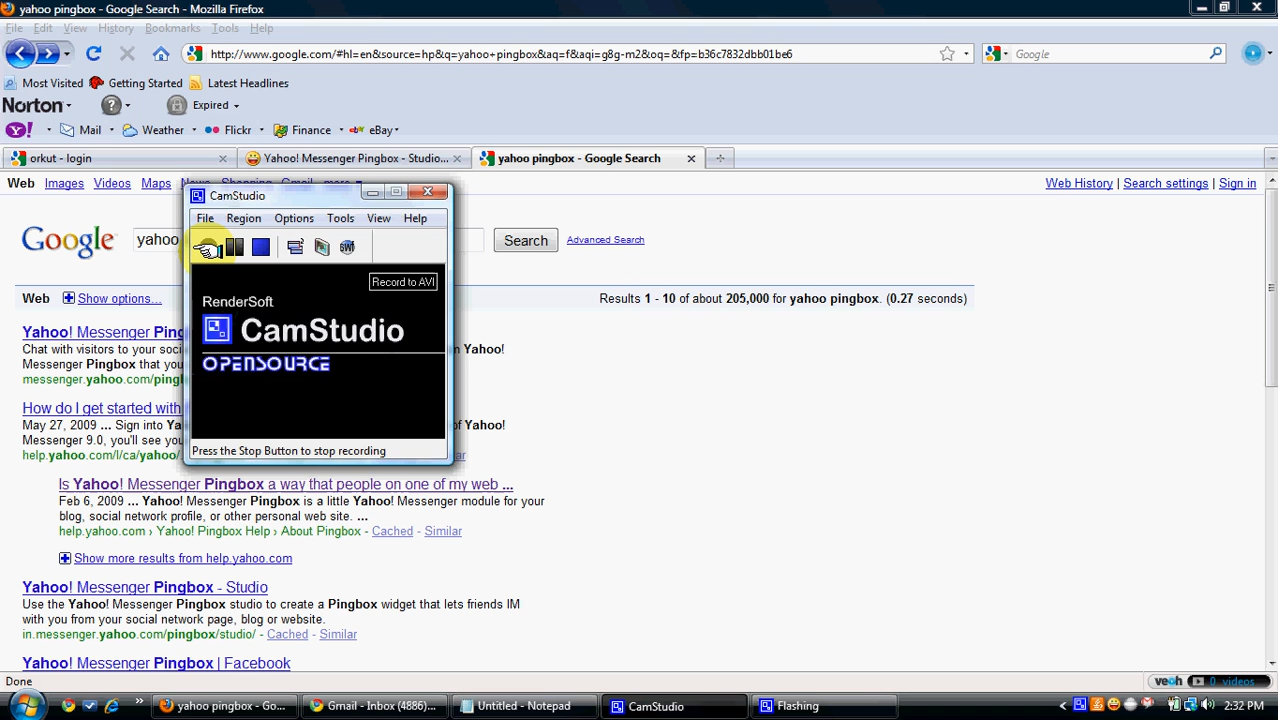 yahoo pingbox - Google Search - Mozilla Firefox
File Edit View History Bookmarks Tools Help
http://www.google.com/#hl=en&source=hp&q=yahoo+pingbox&aq=f&aqi=g8g-m2&oq=&fp=b36c7832dbb01be6
Google
Most Visited Getting Started Latest Headlines
Norton Expired
Y! Mail Weather Flickr Finance eBay
orkut - login
Yahoo! Messenger Pingbox - Studio...
yahoo pingbox - Google Search
Web Images Videos Maps News Shopping Gmail more
Web History | Search settings | Sign in
Google
yahoo
Search
Advanced Search
CamStudio
File Region Options Tools View Help
SWF
Record to AVI
RenderSoft
CamStudio
OPENSOURCE
Press the Stop Button to stop recording
Web Show options...
Results 1 - 10 of about 205,000 for yahoo pingbox. (0.27 seconds)
Yahoo! Messenger Ping
Chat with visitors to your soci
m Yahoo!
Messenger Pingbox that you
messenger.yahoo.com/pingb
How do I get started with
May 27, 2009 ... Sign into Ya
of Yahoo!
Messenger 9.0, you'll see you
help.yahoo.com/l/ca/yahoo/
ar
Is Yahoo! Messenger Pingbox a way that people on one of my web ...
Feb 6, 2009 ... Yahoo! Messenger Pingbox is a little Yahoo! Messenger module for your
blog, social network profile, or other personal web site. ...
help.yahoo.com › Yahoo! Pingbox Help › About Pingbox - Cached - Similar
Show more results from help.yahoo.com
Yahoo! Messenger Pingbox - Studio
Use the Yahoo! Messenger Pingbox studio to create a Pingbox widget that lets friends IM
with you from your social network page, blog or website.
in.messenger.yahoo.com/pingbox/studio/ - Cached - Similar
Yahoo! Messenger Pingbox | Facebook
Done
veoh 0 videos
yahoo pingbox - Go...
Gmail - Inbox (4886)...
Untitled - Notepad
CamStudio
Flashing
2:32 PM